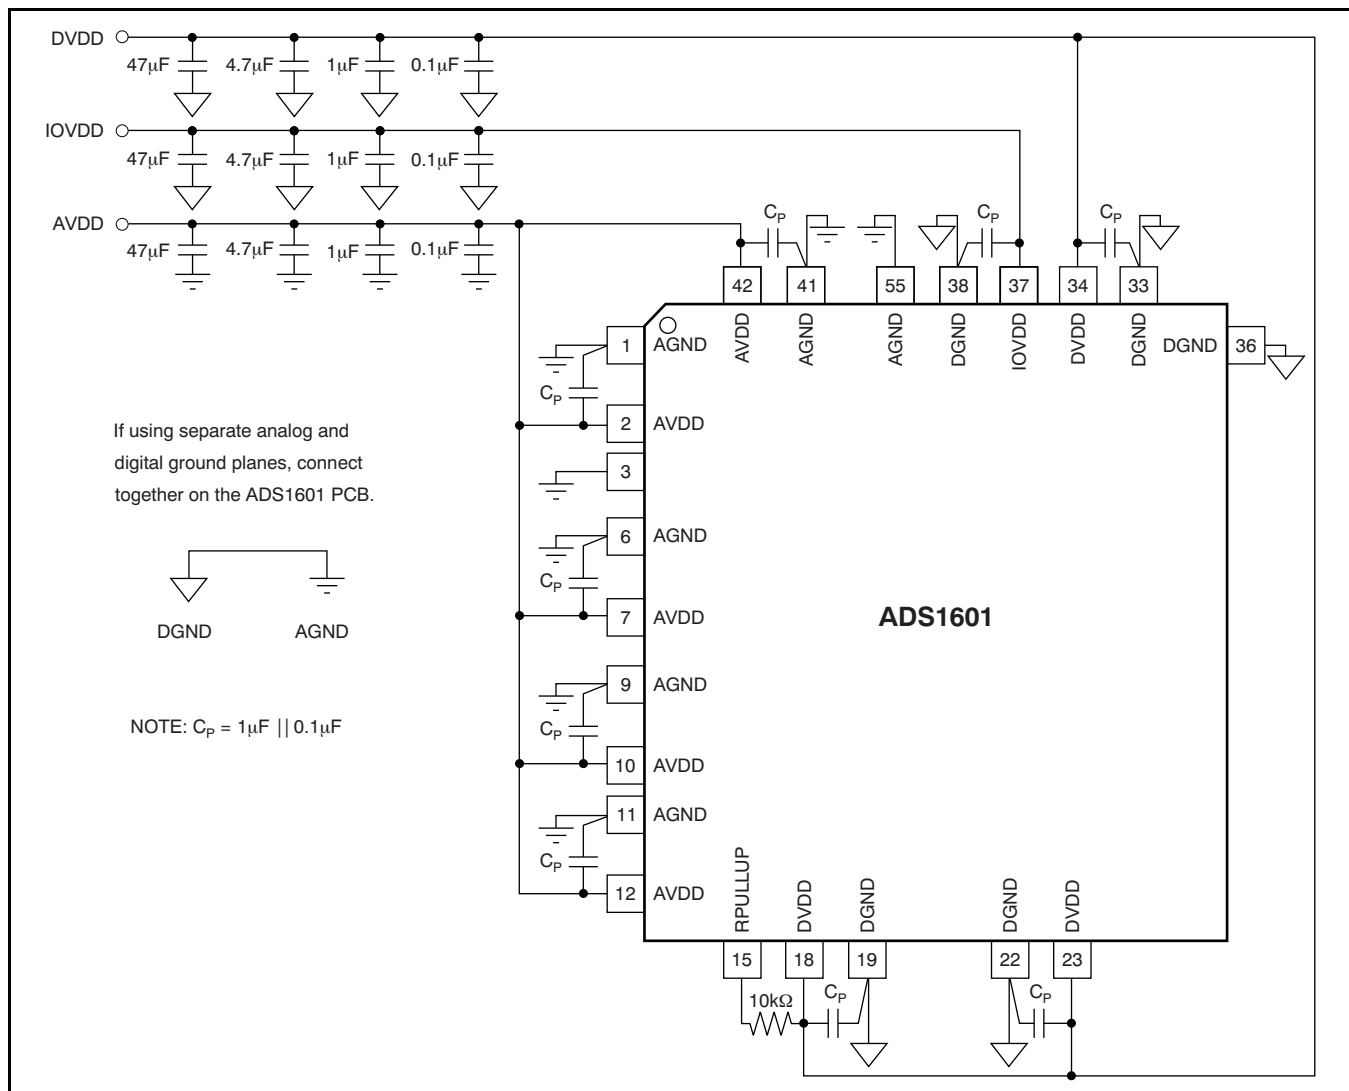 DVDD
47μF
4.7μF
1μF
0.1μF
IOVDD
47μF
4.7μF
1μF
0.1μF
AVDD
47μF
4.7μF
1μF
0.1μF
CP
CP
CP
42
41
55
38
37
34
33
AVDD
AGND
AGND
DGND
IOVDD
DVDD
DGND
1
AGND
DGND
36
CP
2
AVDD
If using separate analog and
digital ground planes, connect
together on the ADS1601 PCB.
3
6
AGND
CP
7
AVDD
ADS1601
DGND
AGND
9
AGND
NOTE: CP = 1μF || 0.1μF
CP
10
AVDD
11
AGND
CP
12
AVDD
RPULLUP
DVDD
DGND
DGND
DVDD
15
18
19
22
23
10kΩ
CP
CP